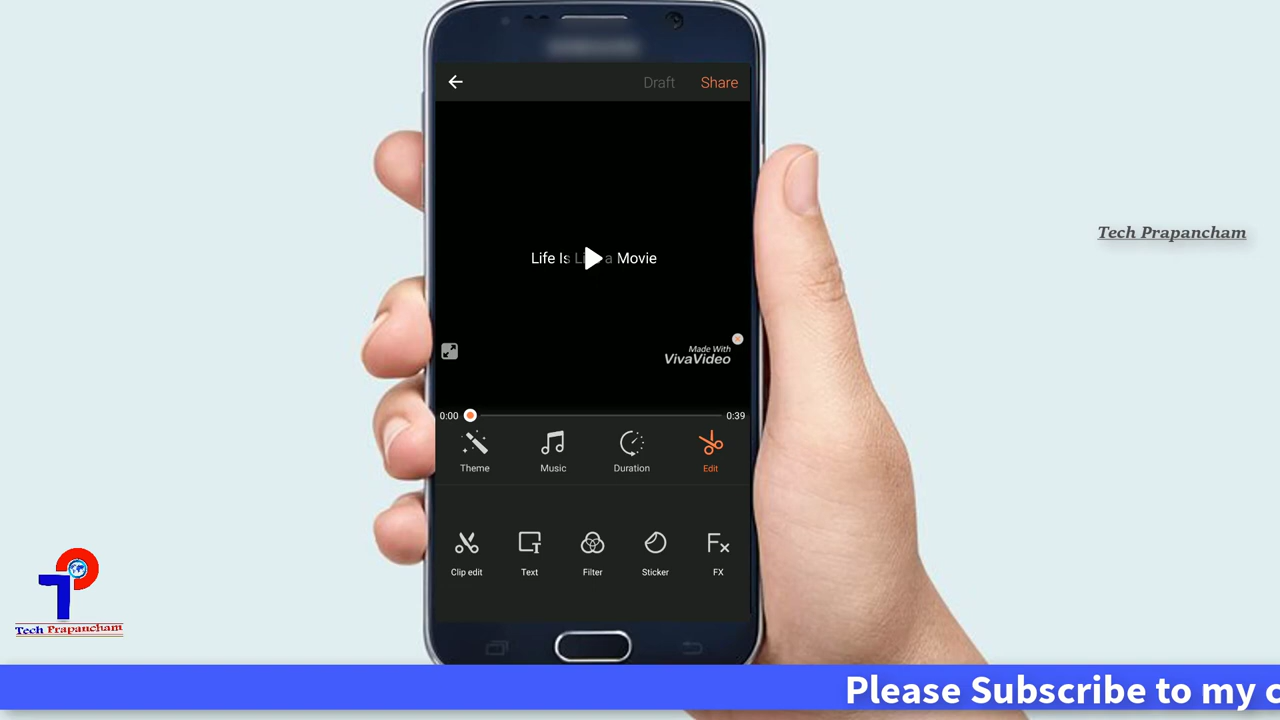 Draft Share
Life Is Li a Movie
Made With
VivaVideo
0:00 0:39
Theme Music Duration Edit
Clip edit Text Filter Sticker FX
Tech Prapancham
Tech Prapancham
Please Subscribe to my c